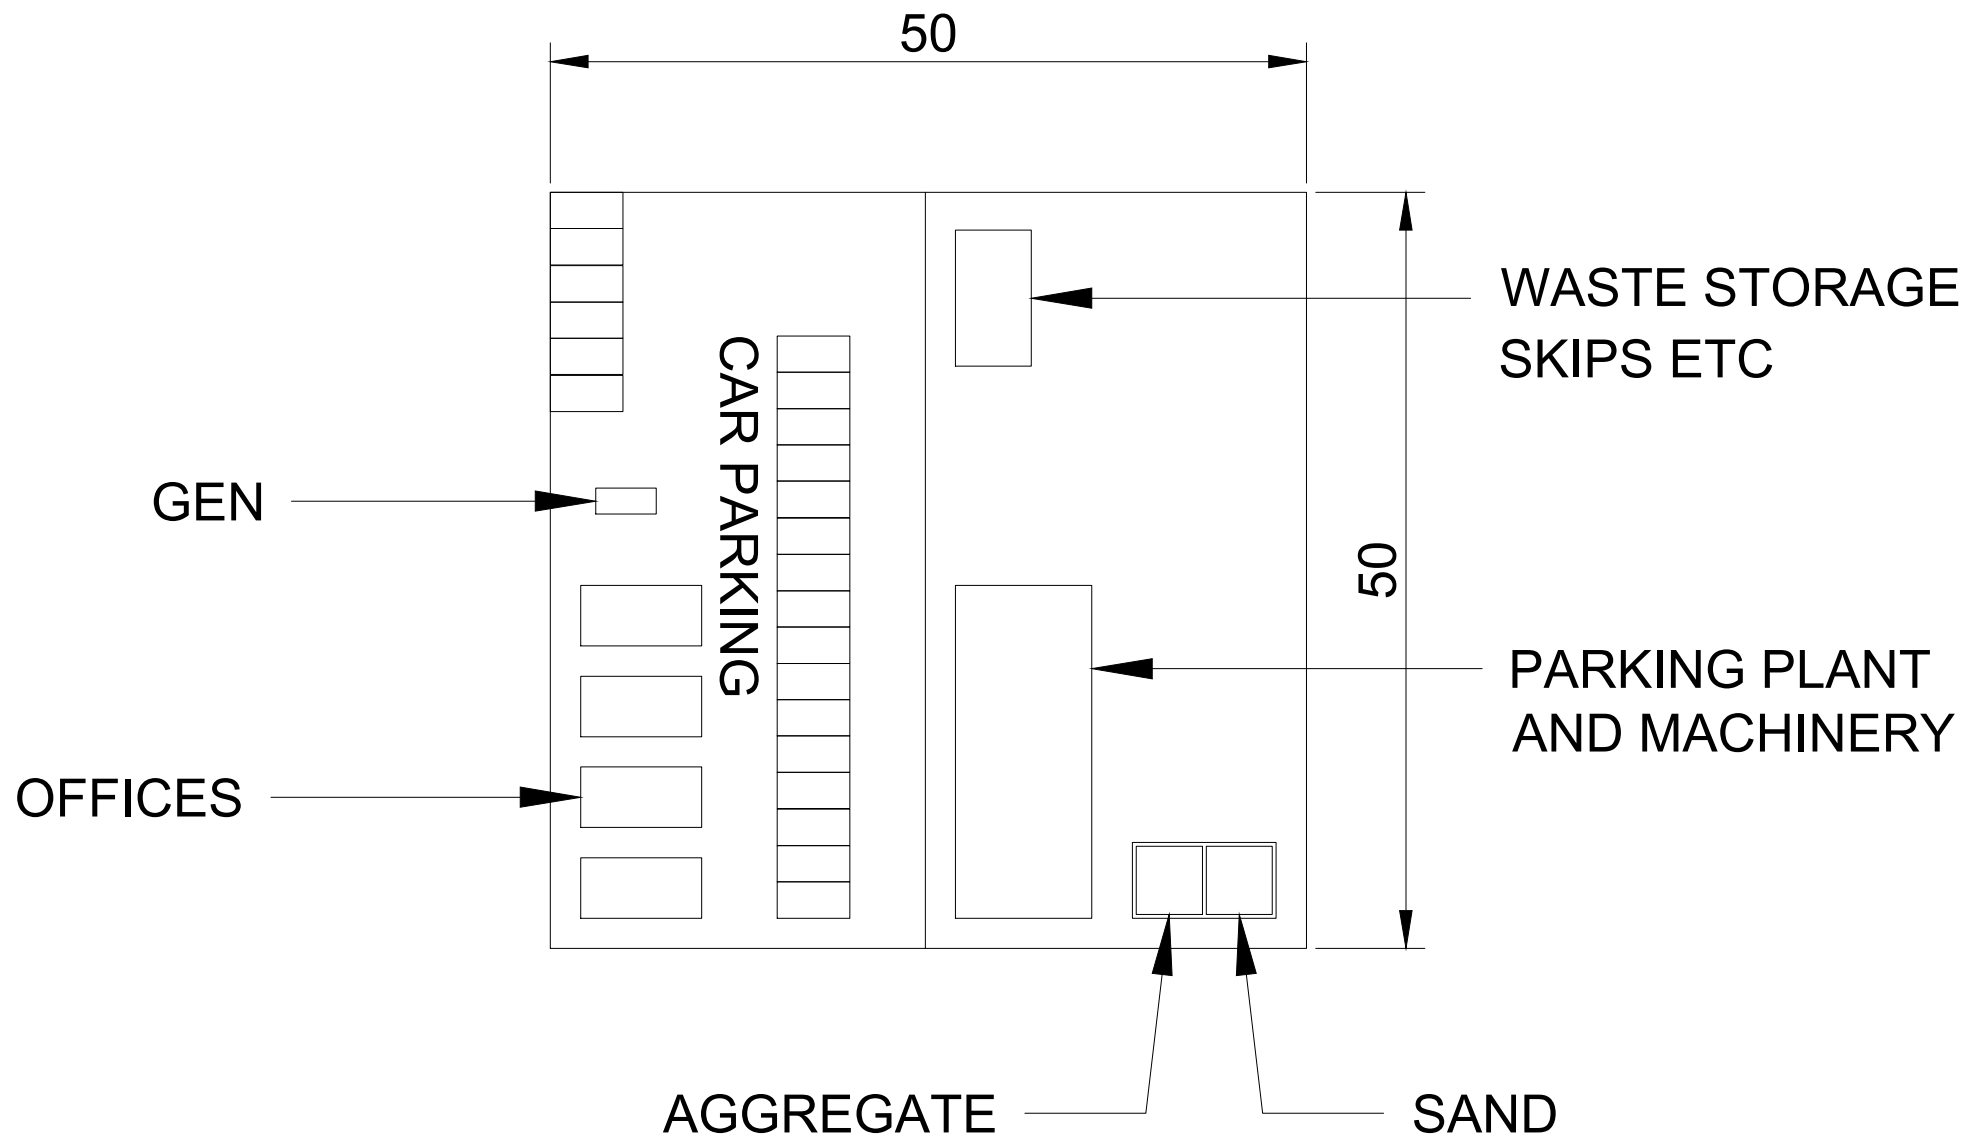 50
WASTE STORAGE
SKIPS ETC
CAR PARKING
GEN
50
PARKING PLANT
AND MACHINERY
OFFICES
AGGREGATE
SAND